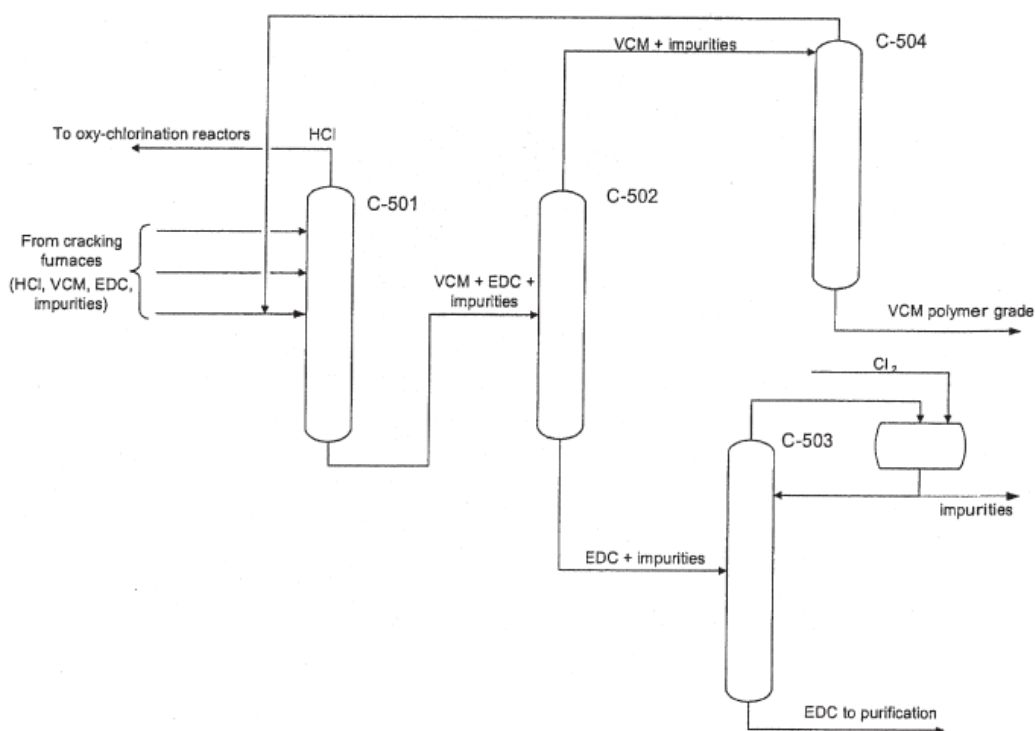 VCM + impurities
C-504
To oxy-chlorination reactors
HCl
C-501
C-502
From cracking
furnaces
(HCl, VCM, EDC,
impurities)
VCM + EDC +
impurities
VCM polymer grade
Cl₂
C-503
impurities
EDC + impurities
EDC to purification